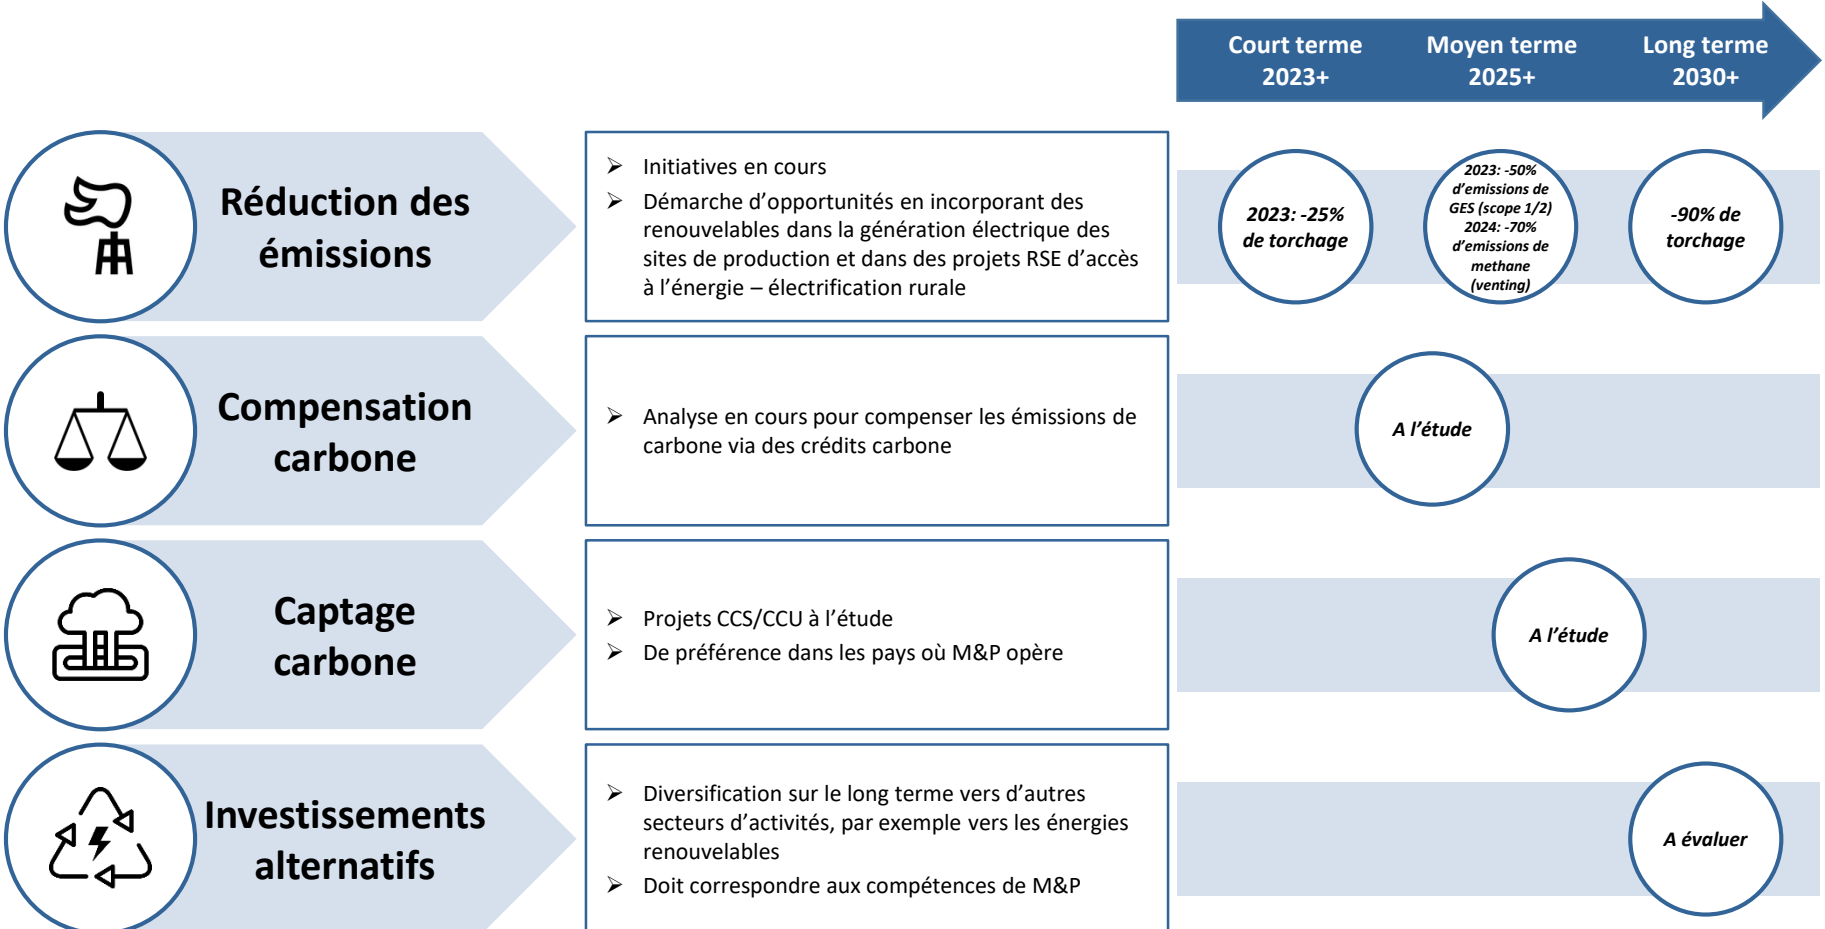 Court terme
2023+
Moyen terme
2025+
Long terme
2030+
Réduction des
émissions
➢ Initiatives en cours
➢ Démarche d’opportunités en incorporant des
renouvelables dans la génération électrique des
sites de production et dans des projets RSE d’accès
à l’énergie – électrification rurale
2023: -25%
de torchage
2023: -50%
d’emissions de
GES (scope 1/2)
2024: -70%
d’emissions de
methane
(venting)
-90% de
torchage
Compensation
carbone
➢ Analyse en cours pour compenser les émissions de
carbone via des crédits carbone
A l’étude
Captage
carbone
➢ Projets CCS/CCU à l’étude
➢ De préférence dans les pays où M&P opère
A l’étude
Investissements
alternatifs
➢ Diversification sur le long terme vers d’autres
secteurs d’activités, par exemple vers les énergies
renouvelables
➢ Doit correspondre aux compétences de M&P
A évaluer